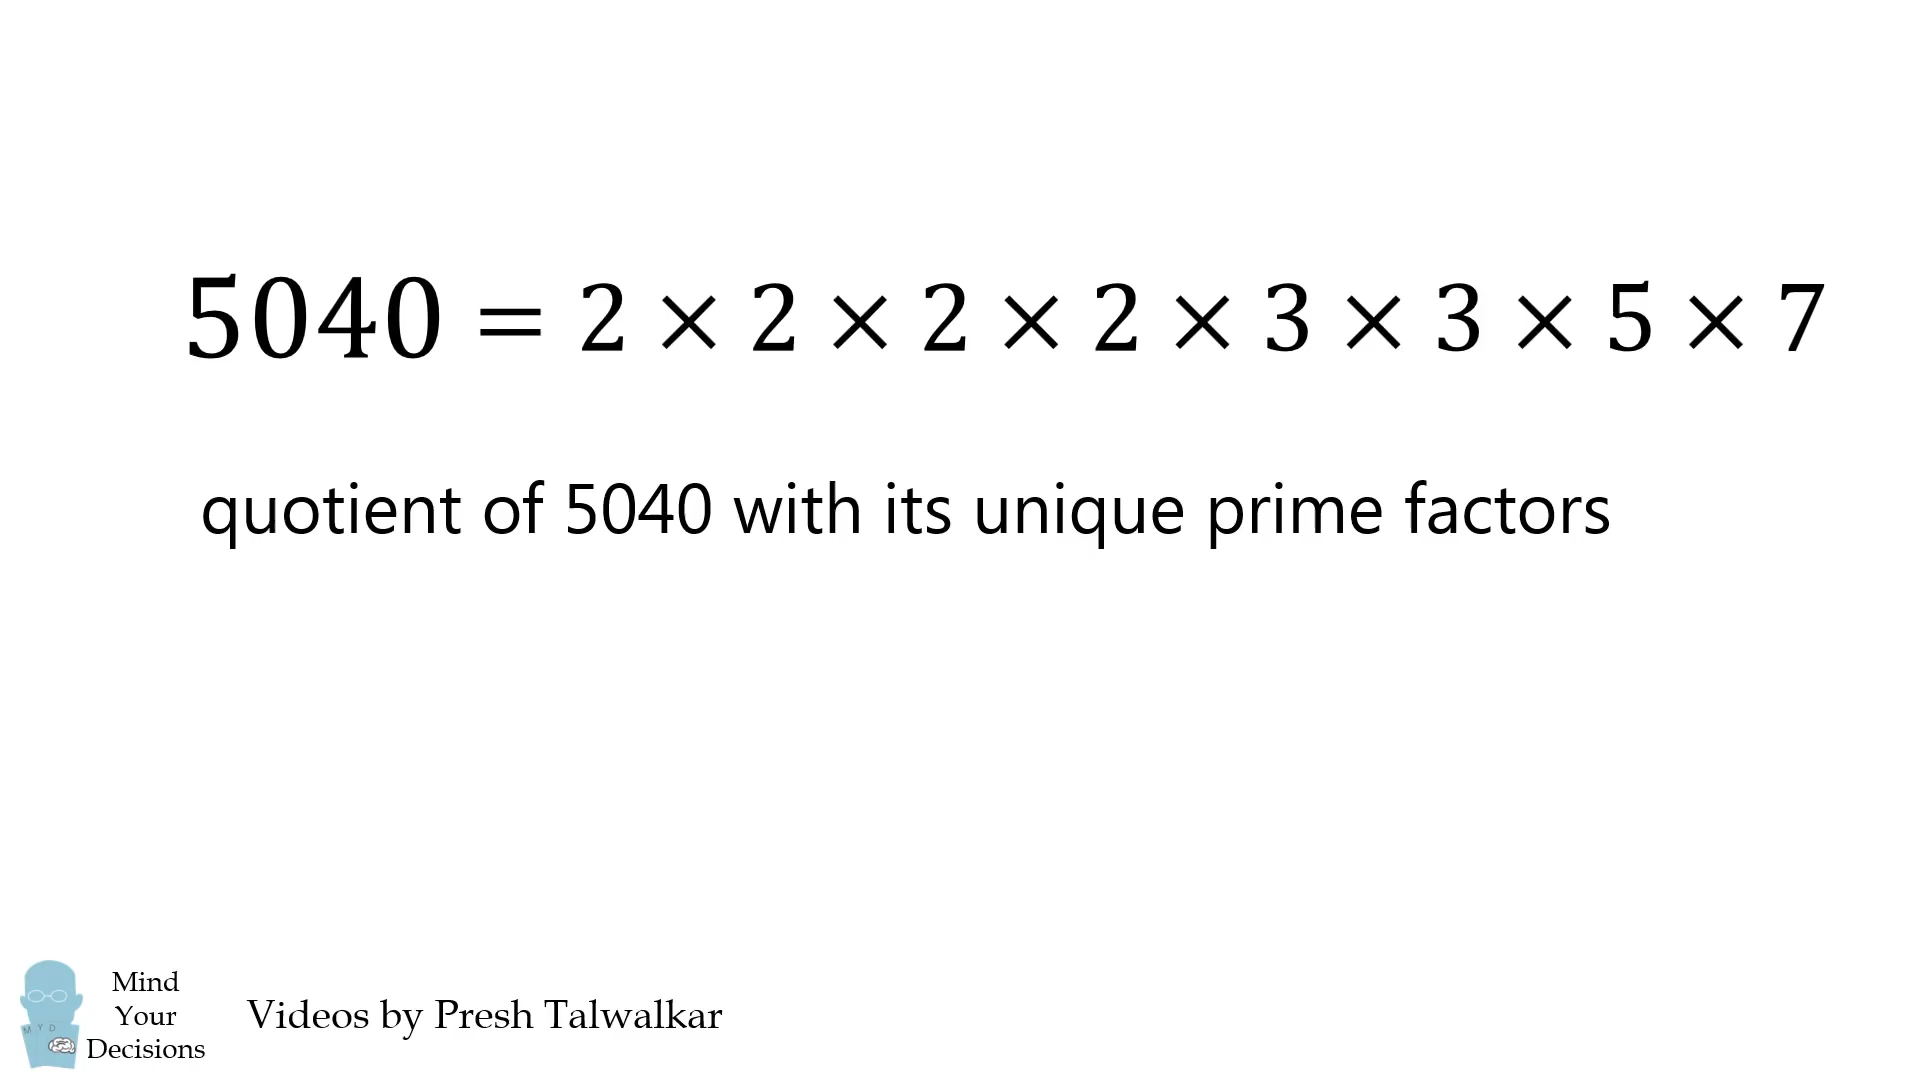 5040 = 2 × 2 × 2 × 2 × 3 × 3 × 5 × 7
quotient of 5040 with its unique prime factors
Mind
Your
Decisions
M Y D
Videos by Presh Talwalkar